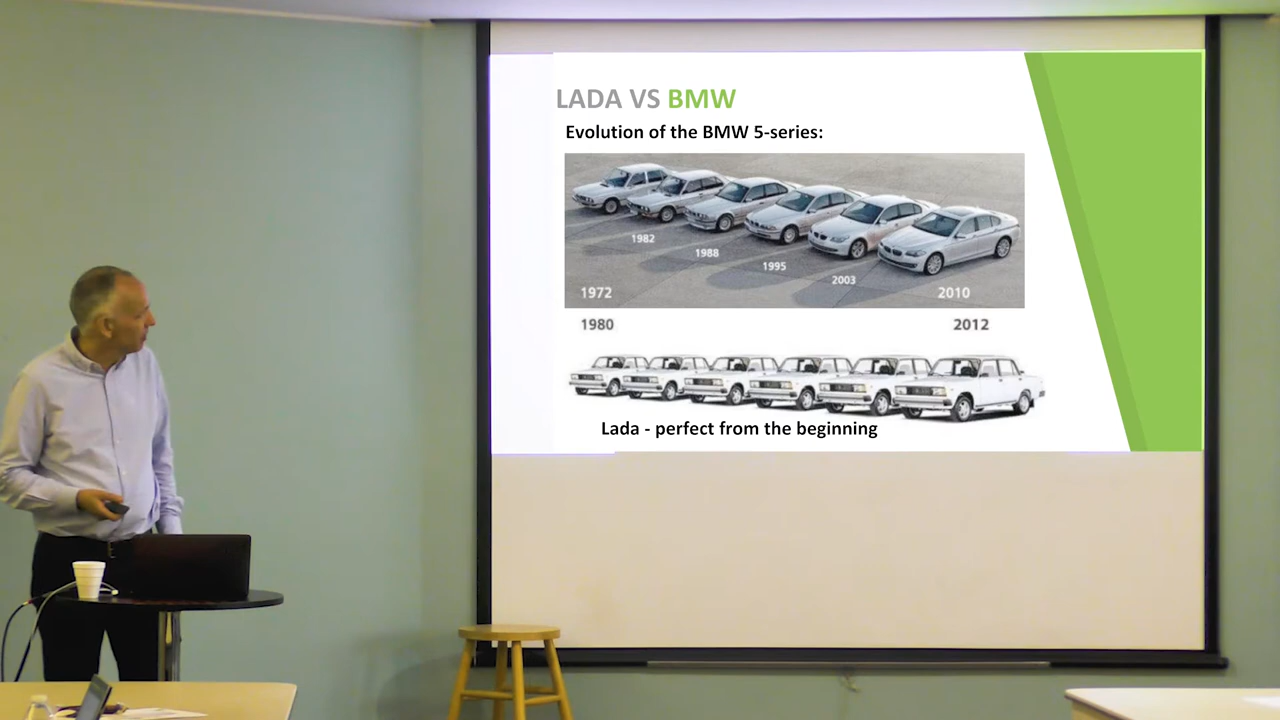 LADA VS BMW
Evolution of the BMW 5-series:
1982
1988
1995
2003
1972
2010
1980
2012
Lada - perfect from the beginning